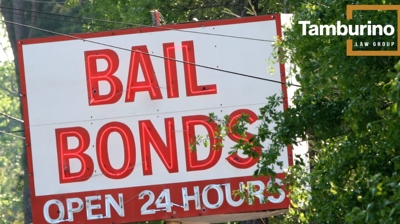 Tamburino
LAW GROUP
BAIL
BONDS
OPEN 24 HOURS